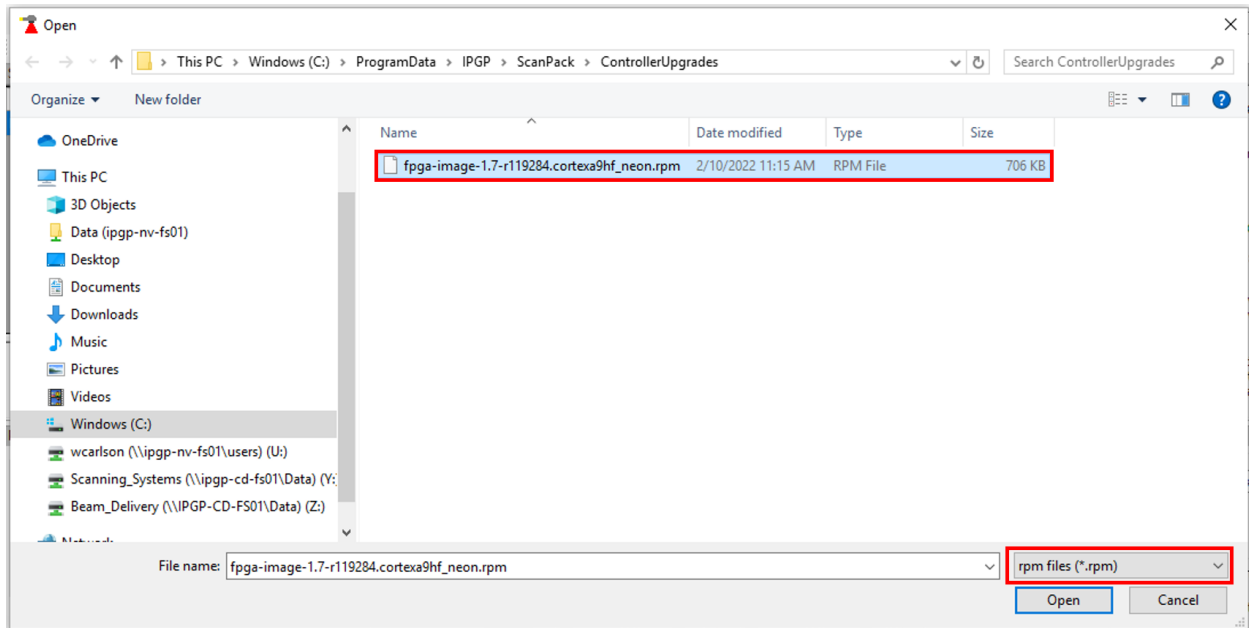 Open
This PC > Windows (C:) > ProgramData > IPGP > ScanPack > ControllerUpgrades
Search ControllerUpgrades
Organize
New folder
Name
Date modified
Type
Size
fpga-image-1.7-r119284.cortexa9hf_neon.rpm 2/10/2022 11:15 AM RPM File 706 KB
OneDrive
This PC
3D Objects
Data (ipgp-nv-fs01)
Desktop
Documents
Downloads
Music
Pictures
Videos
Windows (C:)
wcarlson (\\ipgp-nv-fs01\users) (U:)
Scanning_Systems (\\ipgp-cd-fs01\Data) (Y:
Beam_Delivery (\\IPGP-CD-FS01\Data) (Z:)
File name: fpga-image-1.7-r119284.cortexa9hf_neon.rpm
rpm files (*.rpm)
Open
Cancel